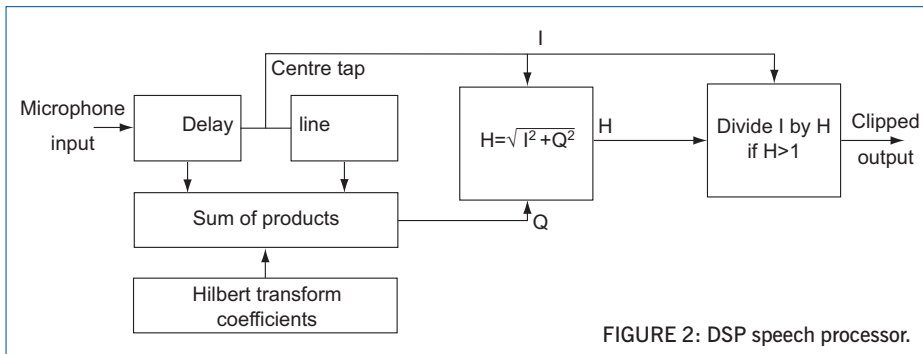 I
Centre tap
Microphone
input
Delay
line
H=√I²+Q²
H
Divide I by H
if H>1
Clipped
output
Sum of products
Q
Hilbert transform
coefficients
FIGURE 2: DSP speech processor.